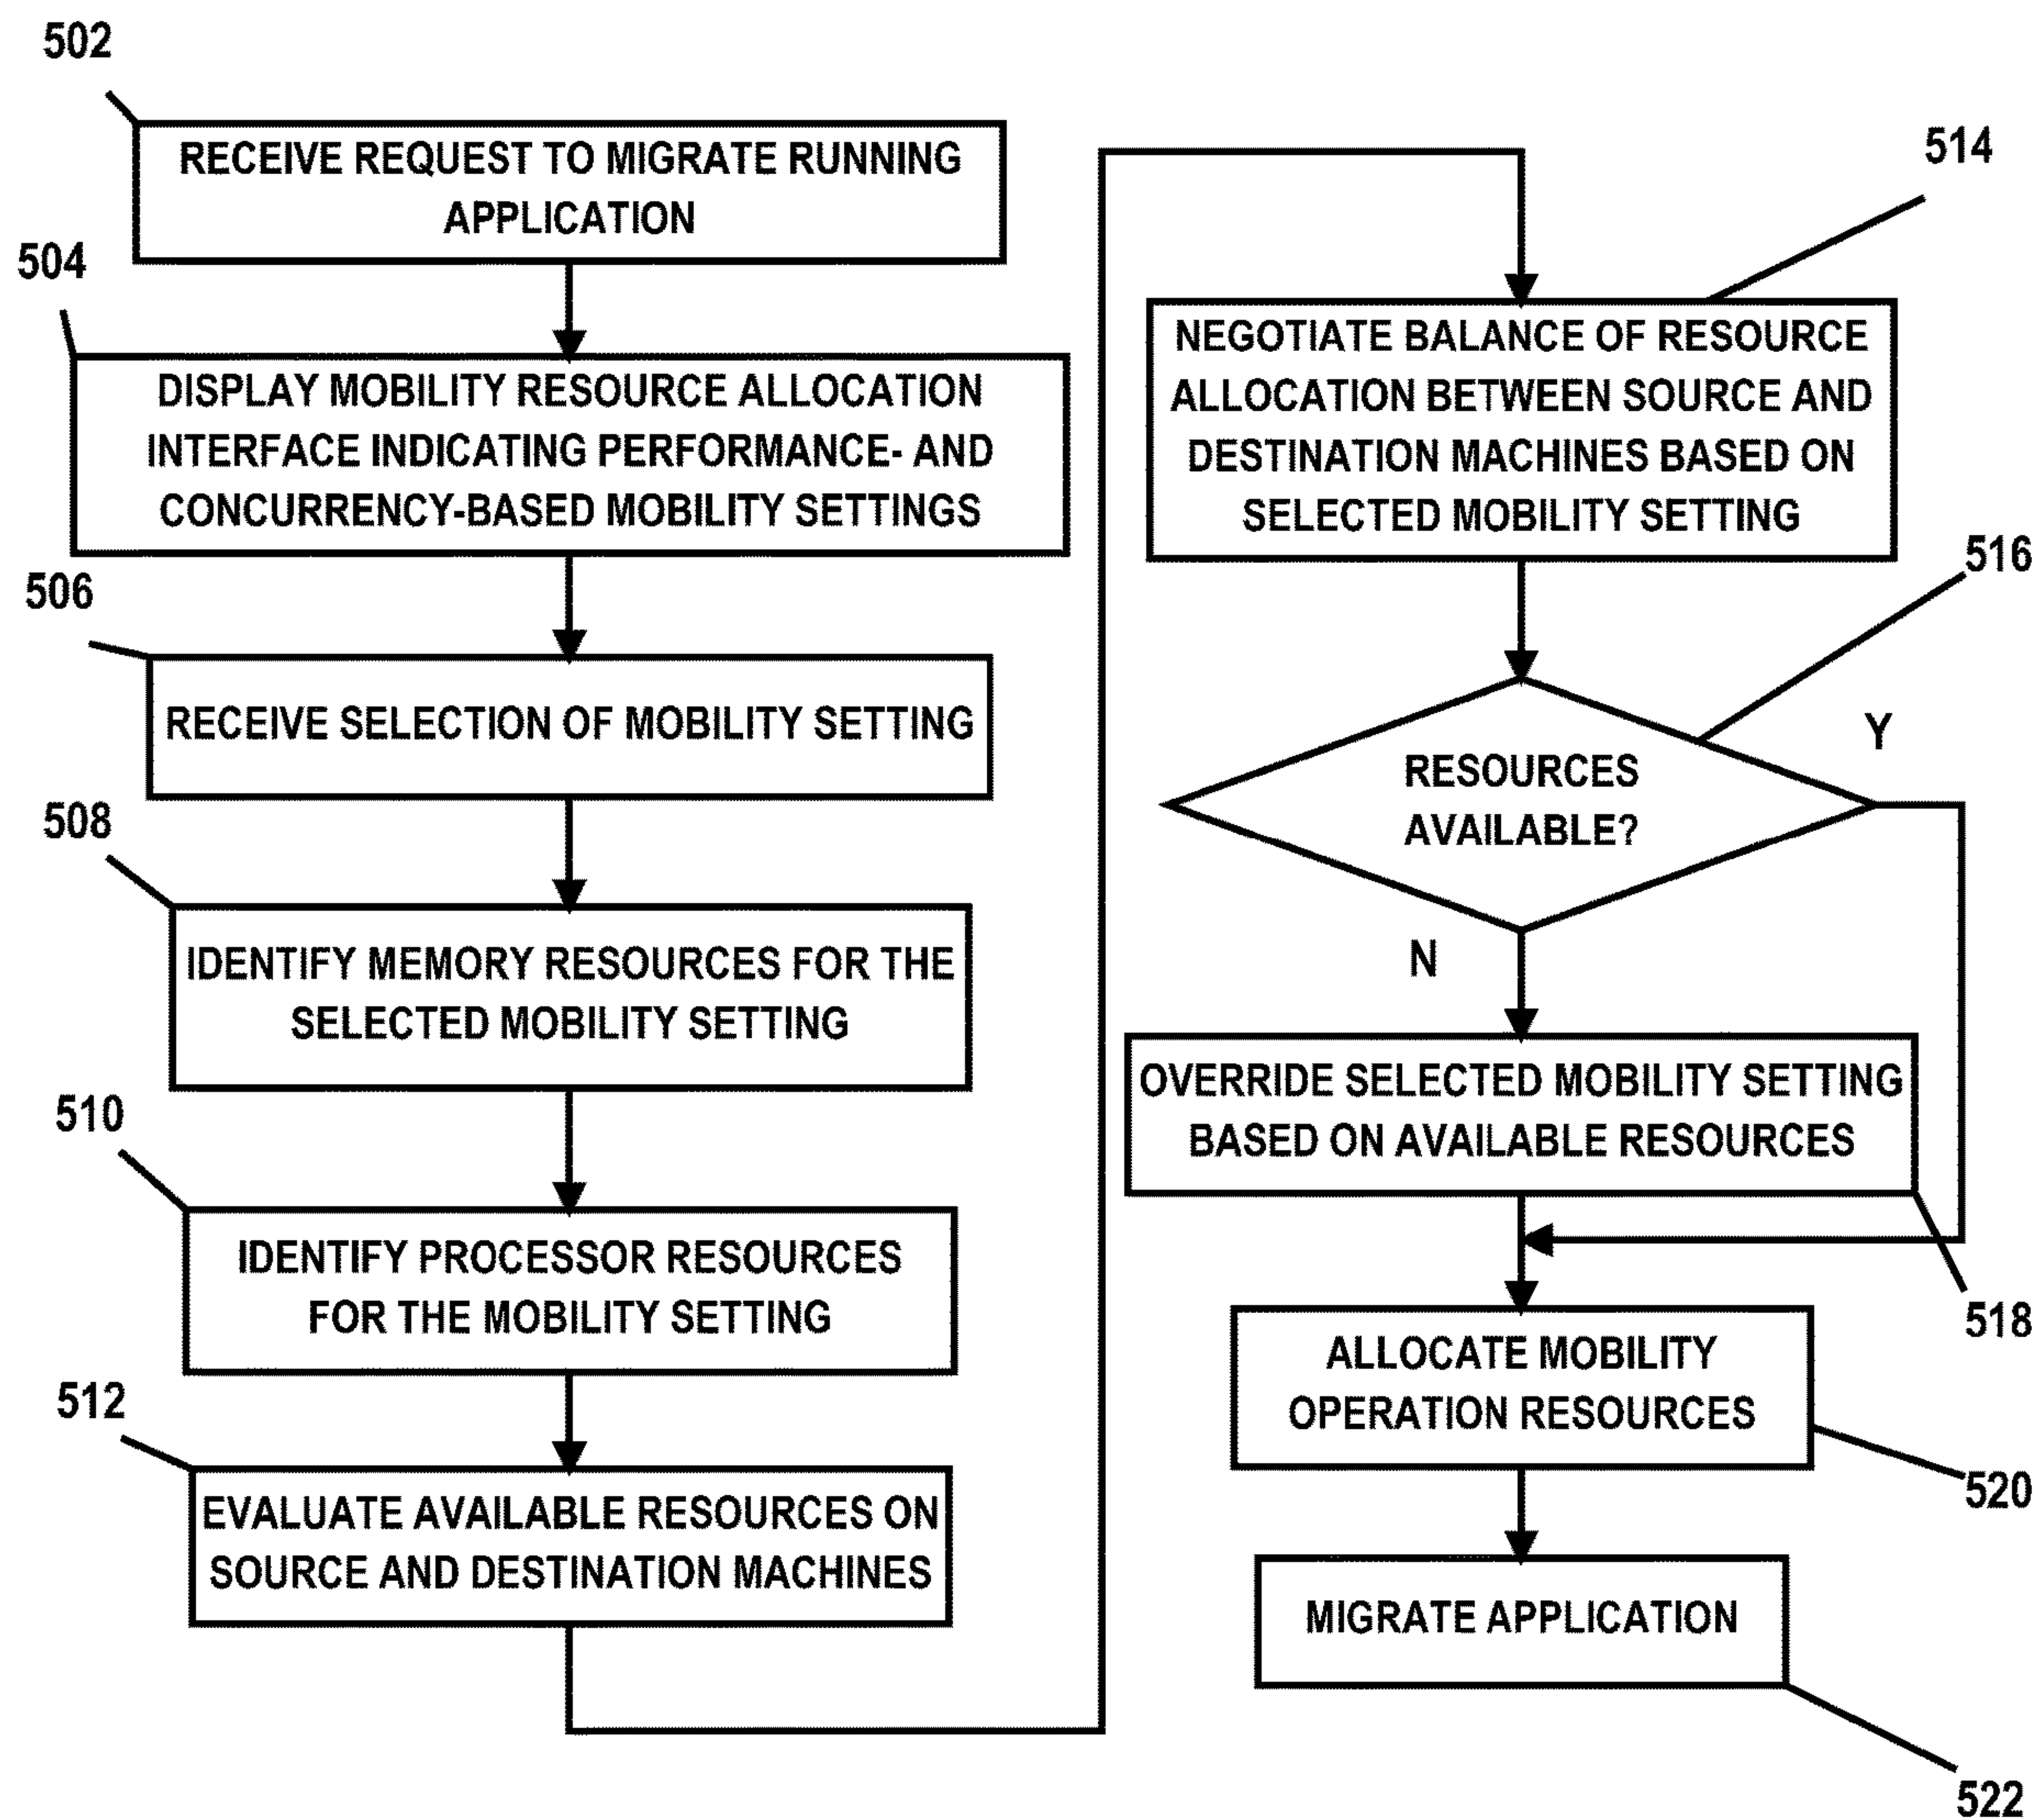 502
RECEIVE REQUEST TO MIGRATE RUNNING
APPLICATION
504
DISPLAY MOBILITY RESOURCE ALLOCATION
INTERFACE INDICATING PERFORMANCE- AND
CONCURRENCY-BASED MOBILITY SETTINGS
506
RECEIVE SELECTION OF MOBILITY SETTING
508
IDENTIFY MEMORY RESOURCES FOR THE
SELECTED MOBILITY SETTING
510
IDENTIFY PROCESSOR RESOURCES
FOR THE MOBILITY SETTING
512
EVALUATE AVAILABLE RESOURCES ON
SOURCE AND DESTINATION MACHINES
514
NEGOTIATE BALANCE OF RESOURCE
ALLOCATION BETWEEN SOURCE AND
DESTINATION MACHINES BASED ON
SELECTED MOBILITY SETTING
516
RESOURCES
AVAILABLE?
Y
N
OVERRIDE SELECTED MOBILITY SETTING
BASED ON AVAILABLE RESOURCES
518
ALLOCATE MOBILITY
OPERATION RESOURCES
520
MIGRATE APPLICATION
522